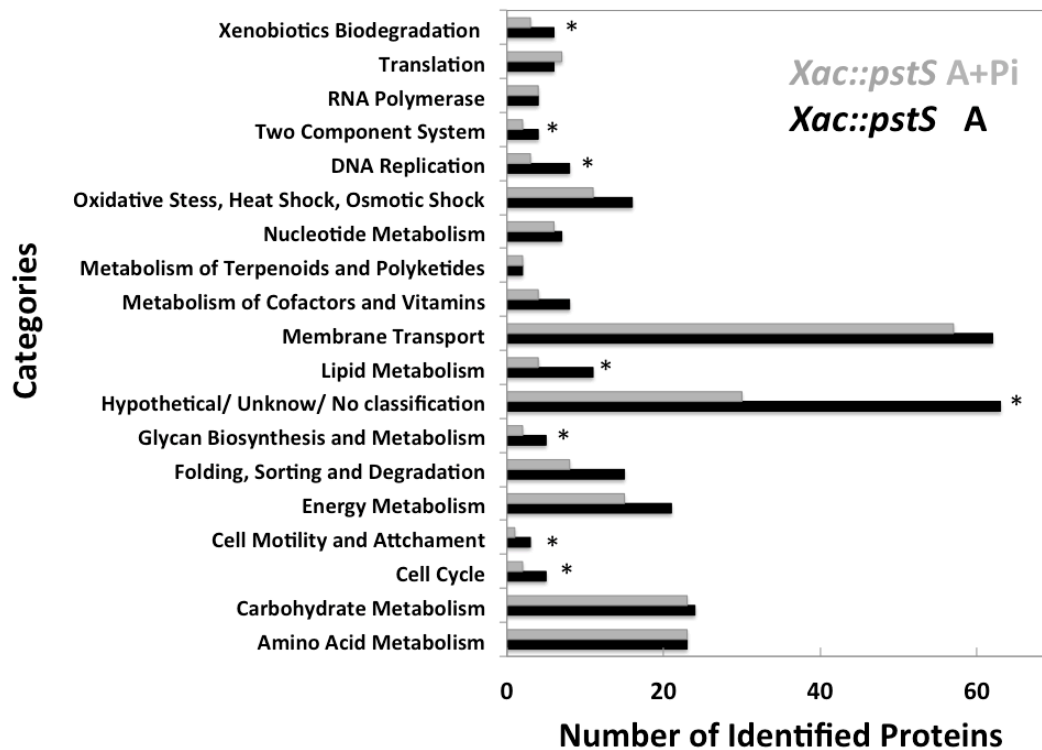 Categories
Xenobiotics Biodegradation *
Translation
RNA Polymerase
Two Component System *
DNA Replication *
Oxidative Stess, Heat Shock, Osmotic Shock
Nucleotide Metabolism
Metabolism of Terpenoids and Polyketides
Metabolism of Cofactors and Vitamins
Membrane Transport
Lipid Metabolism *
Hypothetical/ Unknow/ No classification *
Glycan Biosynthesis and Metabolism *
Folding, Sorting and Degradation
Energy Metabolism
Cell Motility and Attchament *
Cell Cycle *
Carbohydrate Metabolism
Amino Acid Metabolism
Xac::pstS A+Pi
Xac::pstS A
0 20 40 60
Number of Identified Proteins